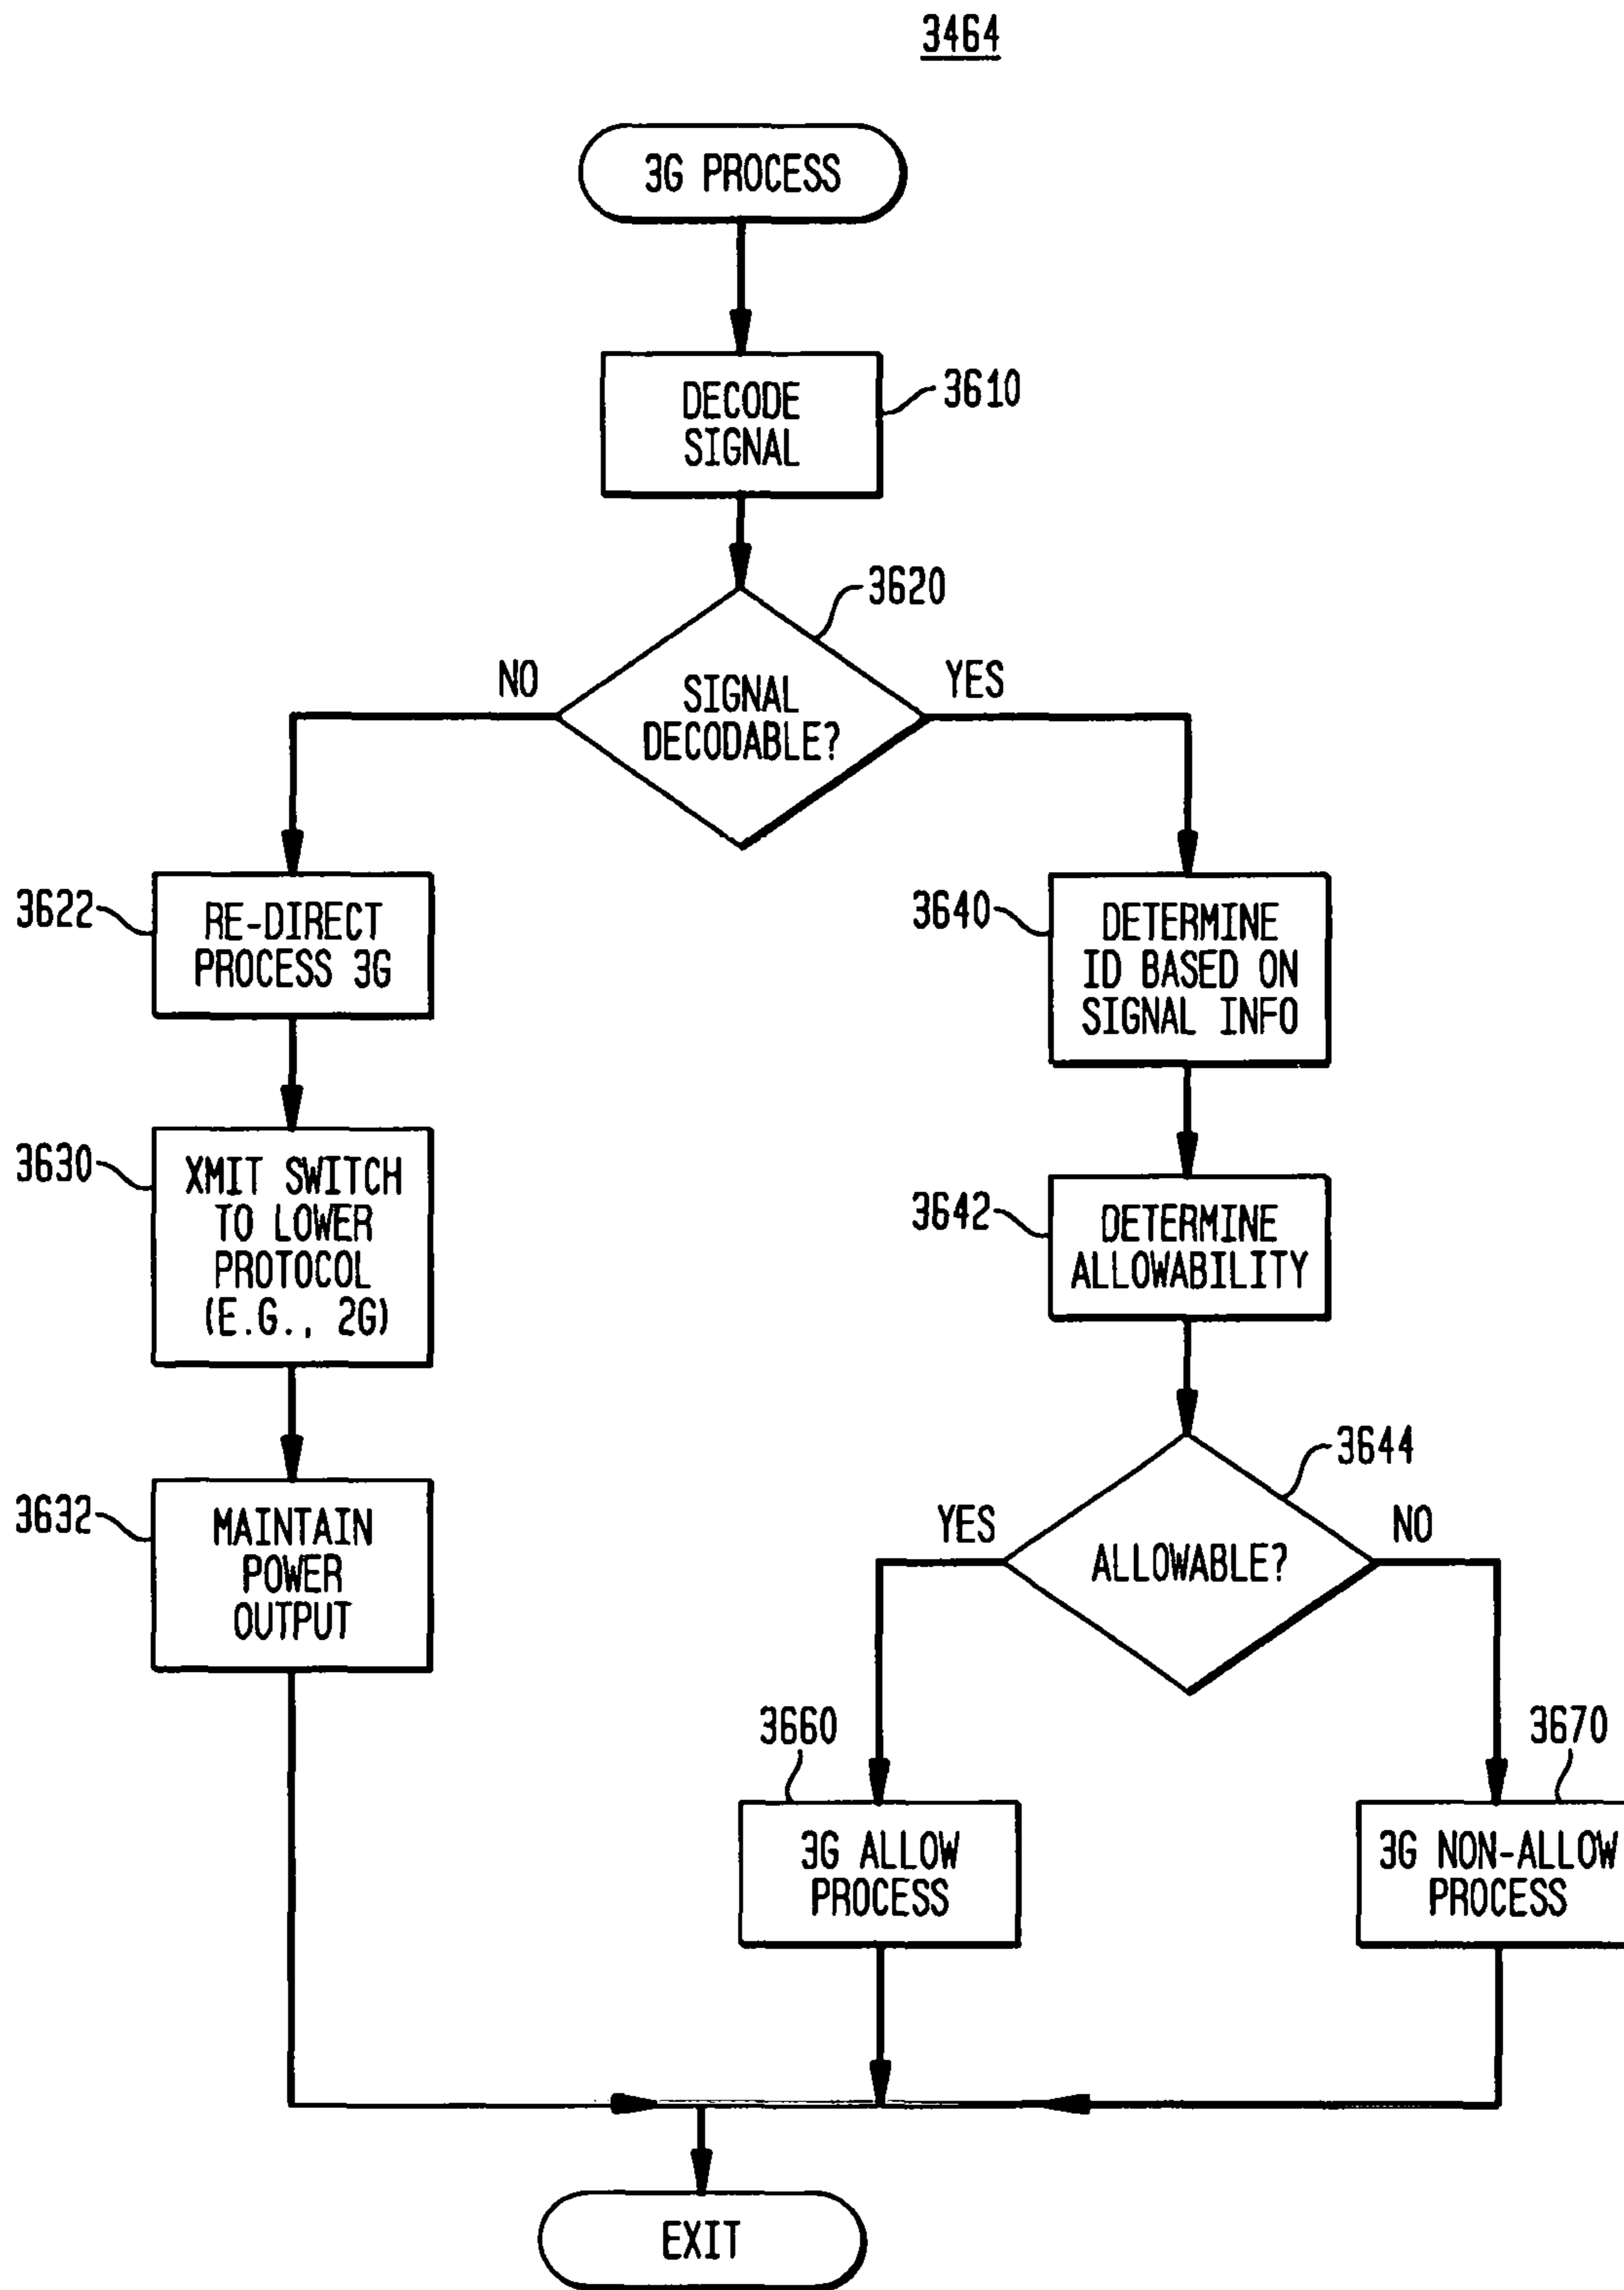 3464
3G PROCESS
DECODE
SIGNAL
3610
3620
NO
SIGNAL
DECODABLE?
YES
3622
RE-DIRECT
PROCESS 3G
3640
DETERMINE
ID BASED ON
SIGNAL INFO
3630
XMIT SWITCH
TO LOWER
PROTOCOL
(E.G., 2G)
3642
DETERMINE
ALLOWABILITY
3632
MAINTAIN
POWER
OUTPUT
3644
YES
ALLOWABLE?
NO
3660
3G ALLOW
PROCESS
3670
3G NON-ALLOW
PROCESS
EXIT